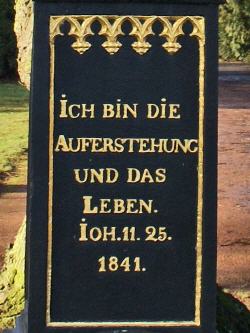 ICH BIN DIE
AUFERSTEHUNG
UND DAS
LEBEN.
IOH. 11. 25.
1841.